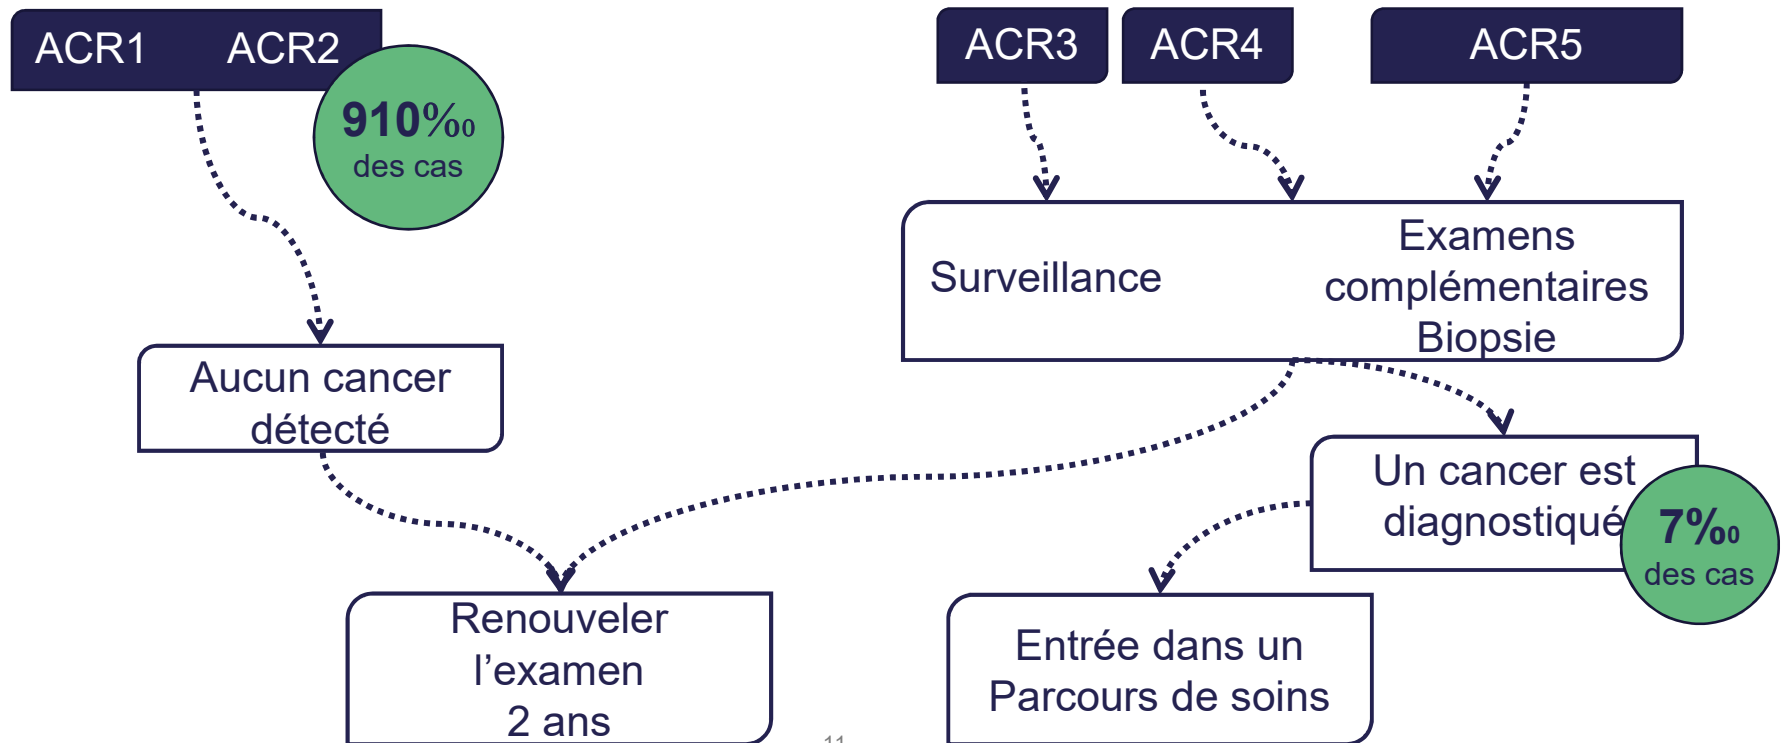 ACR1 ACR2
910‰
des cas
ACR3
ACR4
ACR5
Surveillance
Examens
complémentaires
Biopsie
Aucun cancer
détecté
Un cancer est
diagnostiqué
7‰
des cas
Renouveler
l’examen
2 ans
Entrée dans un
Parcours de soins
11